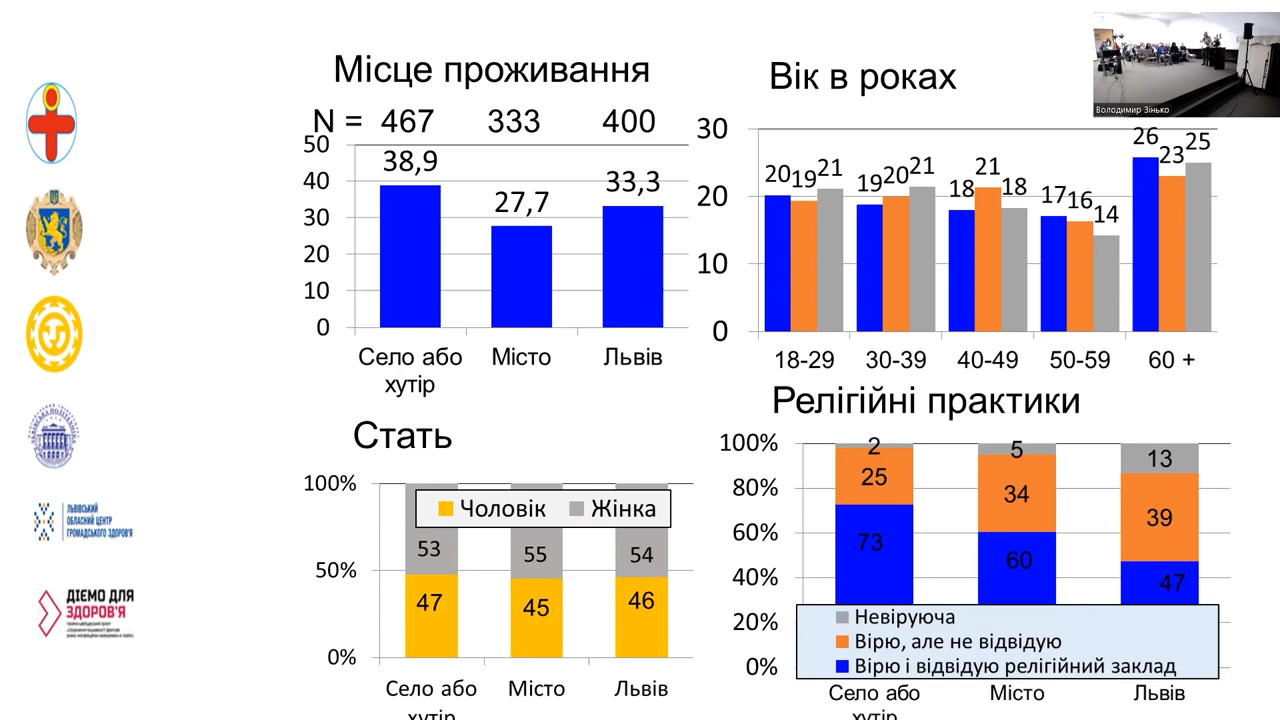 Місце проживання
N = 467 333 400
50
40
30
20
10
0
38,9
27,7
33,3
Село або
хутір
Місто
Львів
Вік в роках
Володимир Зінько
30
20
10
0
20 19 21
19 20 21
18 21 18
17 16 14
26 23 25
18-29
30-39
40-49
50-59
60 +
Стать
100%
50%
0%
Чоловік
Жінка
53
55
54
47
45
46
Село або
хутір
Місто
Львів
Релігійні практики
100%
80%
60%
40%
20%
0%
2
5
13
25
34
39
73
60
47
Невіруюча
Вірю, але не відвідую
Вірю і відвідую релігійний заклад
Село або
хутір
Місто
Львів
ЛЬВІВСЬКИЙ
ОБЛАСНИЙ ЦЕНТР
ГРОМАДСЬКОГО ЗДОРОВ'Я
ДІЄМО ДЛЯ
ЗДОРОВ'Я